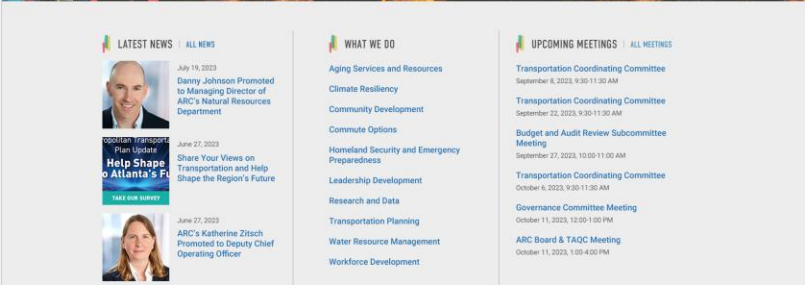 LATEST NEWS | ALL NEWS
July 19, 2023
Danny Johnson Promoted
to Managing Director of
ARC's Natural Resources
Department
ropolitan Transporta
Plan Update
Help Shape
o Atlanta's Fu
TAKE OUR SURVEY
June 27, 2023
Share Your Views on
Transportation and Help
Shape the Region's Future
June 27, 2023
ARC's Katherine Zitsch
Promoted to Deputy Chief
Operating Officer
WHAT WE DO
Aging Services and Resources
Climate Resiliency
Community Development
Commute Options
Homeland Security and Emergency
Preparedness
Leadership Development
Research and Data
Transportation Planning
Water Resource Management
Workforce Development
UPCOMING MEETINGS | ALL MEETINGS
Transportation Coordinating Committee
September 8, 2023, 9:30-11:30 AM
Transportation Coordinating Committee
September 22, 2023, 9:30-11:30 AM
Budget and Audit Review Subcommittee
Meeting
September 27, 2023, 10:00-11:00 AM
Transportation Coordinating Committee
October 6, 2023, 9:30-11:30 AM
Governance Committee Meeting
October 11, 2023, 12:00-1:00 PM
ARC Board & TAQC Meeting
October 11, 2023, 1:00-4:00 PM